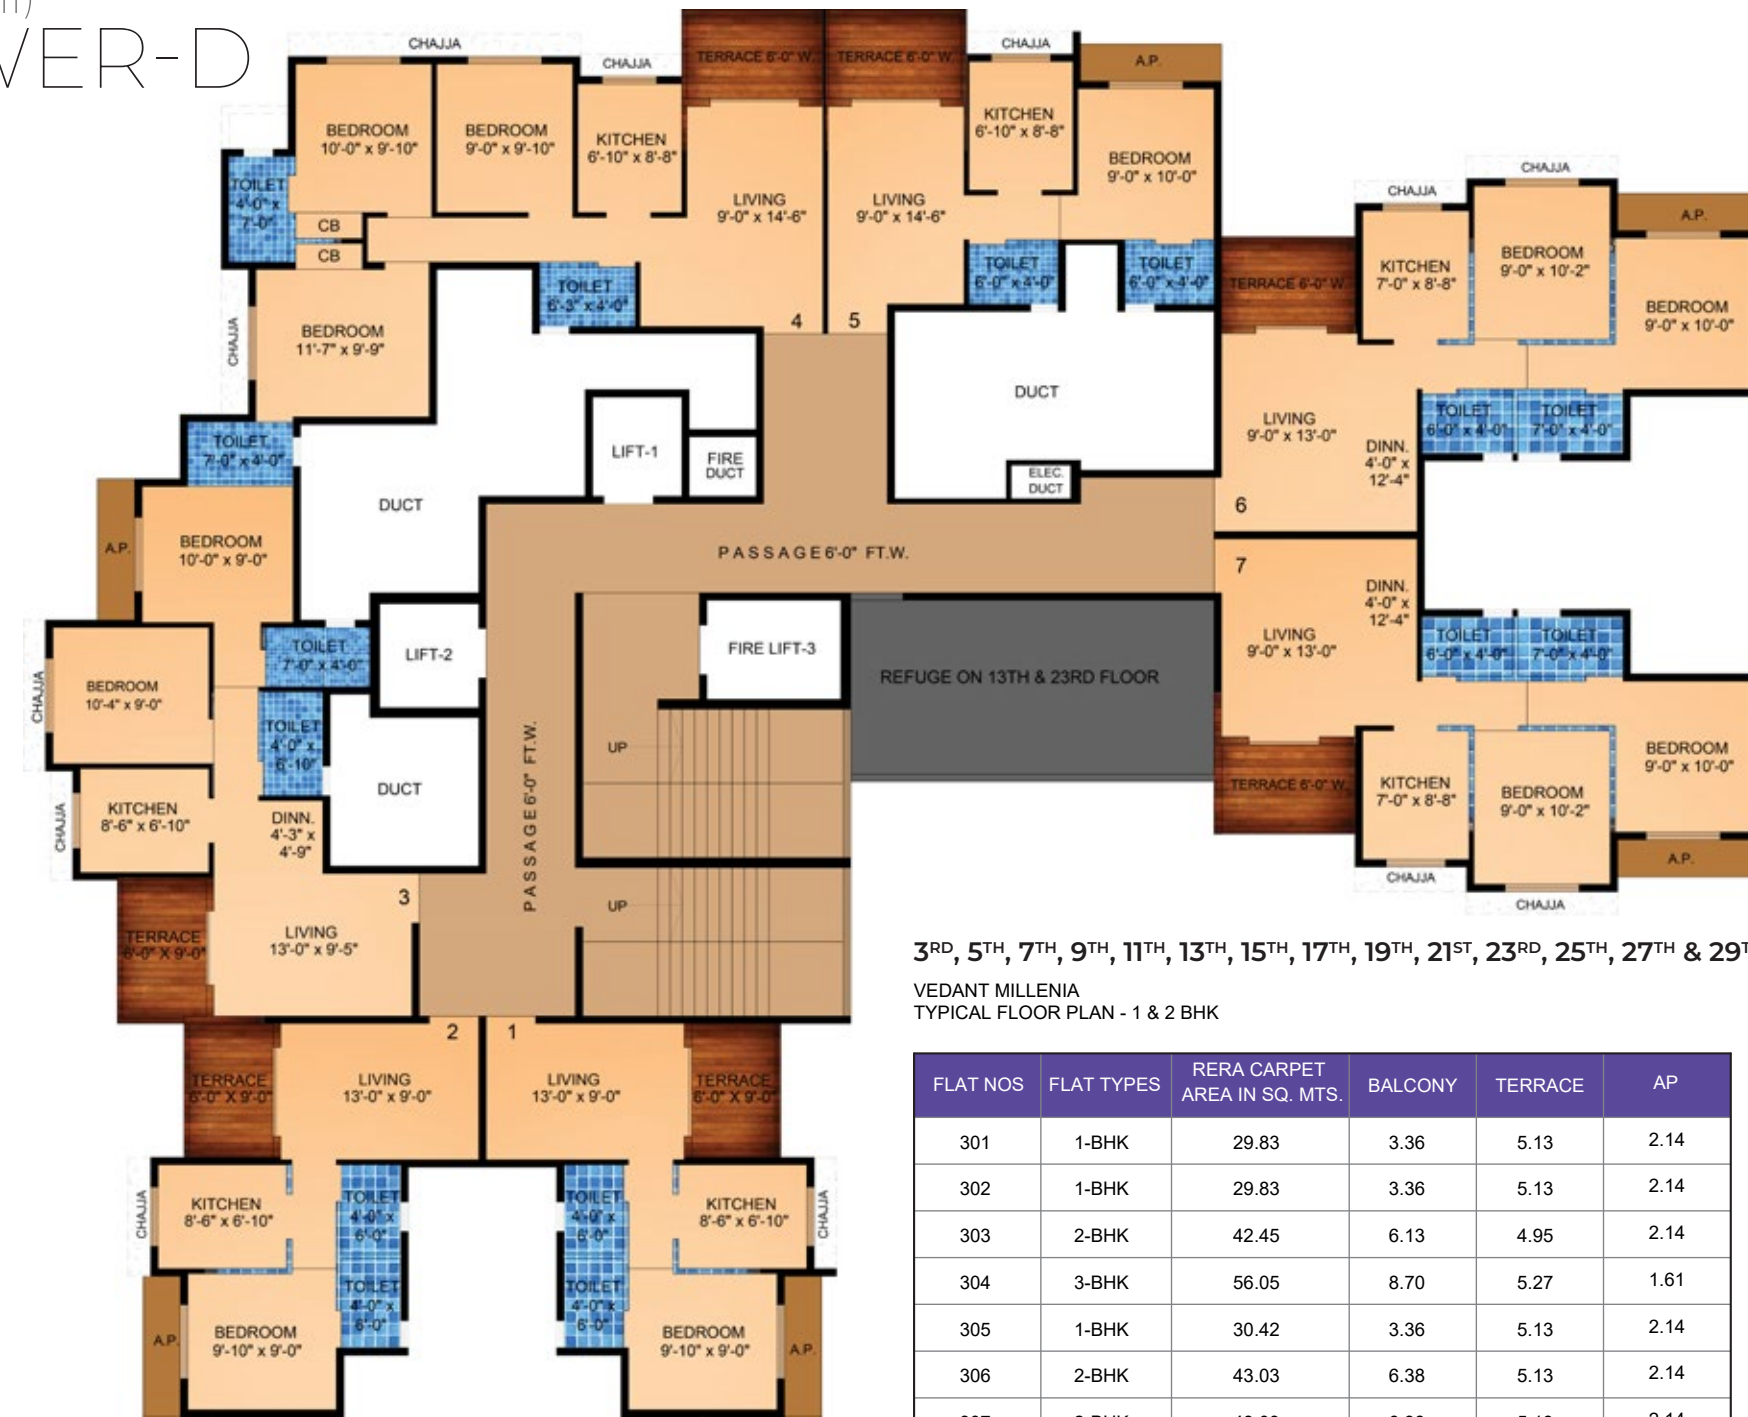 VER-D
CHAJJA
CHAJJA
TERRACE 6'-0" W.
TERRACE 6'-0" W.
CHAJJA
A.P.
BEDROOM
10'-0" x 9'-10"
BEDROOM
9'-0" x 9'-10"
KITCHEN
6'-10" x 8'-8"
KITCHEN
6'-10" x 8'-8"
BEDROOM
9'-0" x 10'-0"
TOILET
4'-0" x
7'-0"
CB
CB
LIVING
9'-0" x 14'-6"
LIVING
9'-0" x 14'-6"
CHAJJA
CHAJJA
A.P.
KITCHEN
7'-0" x 8'-8"
BEDROOM
9'-0" x 10'-2"
BEDROOM
9'-0" x 10'-0"
TERRACE 6'-0" W.
TOILET
6'-3" x 4'-0"
TOILET
6'-0" x 4'-0"
TOILET
6'-0" x 4'-0"
CHAJJA
BEDROOM
11'-7" x 9'-9"
4
5
DUCT
LIVING
9'-0" x 13'-0"
DINN.
4'-0" x
12'-4"
TOILET
6'-0" x 4'-0"
TOILET
7'-0" x 4'-0"
TOILET
7'-0" x 4'-0"
LIFT-1
FIRE
DUCT
ELEC.
DUCT
DUCT
6
A.P.
BEDROOM
10'-0" x 9'-0"
PASSAGE 6'-0" FT.W.
7
DINN.
4'-0" x
12'-4"
LIVING
9'-0" x 13'-0"
TOILET
6'-0" x 4'-0"
TOILET
7'-0" x 4'-0"
TOILET
7'-0" x 4'-0"
LIFT-2
FIRE LIFT-3
REFUGE ON 13TH & 23RD FLOOR
CHAJJA
BEDROOM
10'-4" x 9'-0"
TOILET
4'-0" x
6'-10"
DUCT
PASSAGE 6'-0" FT.W.
UP
TERRACE 6'-0" W.
KITCHEN
7'-0" x 8'-8"
BEDROOM
9'-0" x 10'-2"
BEDROOM
9'-0" x 10'-0"
A.P.
CHAJJA
CHAJJA
CHAJJA
KITCHEN
8'-6" x 6'-10"
DINN.
4'-3" x
4'-9"
3
UP
TERRACE
6'-0" X 9'-0"
LIVING
13'-0" x 9'-5"
2
1
TERRACE
6'-0" X 9'-0"
LIVING
13'-0" x 9'-0"
LIVING
13'-0" x 9'-0"
TERRACE
6'-0" X 9'-0"
CHAJJA
KITCHEN
8'-6" x 6'-10"
TOILET
4'-0" x
6'-0"
TOILET
4'-0" x
6'-0"
KITCHEN
8'-6" x 6'-10"
CHAJJA
TOILET
4'-0" x
6'-0"
TOILET
4'-0" x
6'-0"
A.P.
BEDROOM
9'-10" x 9'-0"
BEDROOM
9'-10" x 9'-0"
A.P.
3RD, 5TH, 7TH, 9TH, 11TH, 13TH, 15TH, 17TH, 19TH, 21ST, 23RD, 25TH, 27TH & 29T
VEDANT MILLENIA
TYPICAL FLOOR PLAN - 1 & 2 BHK
FLAT NOS FLAT TYPES RERA CARPET AREA IN SQ. MTS. BALCONY TERRACE AP
301 1-BHK 29.83 3.36 5.13 2.14
302 1-BHK 29.83 3.36 5.13 2.14
303 2-BHK 42.45 6.13 4.95 2.14
304 3-BHK 56.05 8.70 5.27 1.61
305 1-BHK 30.42 3.36 5.13 2.14
306 2-BHK 43.03 6.38 5.13 2.14